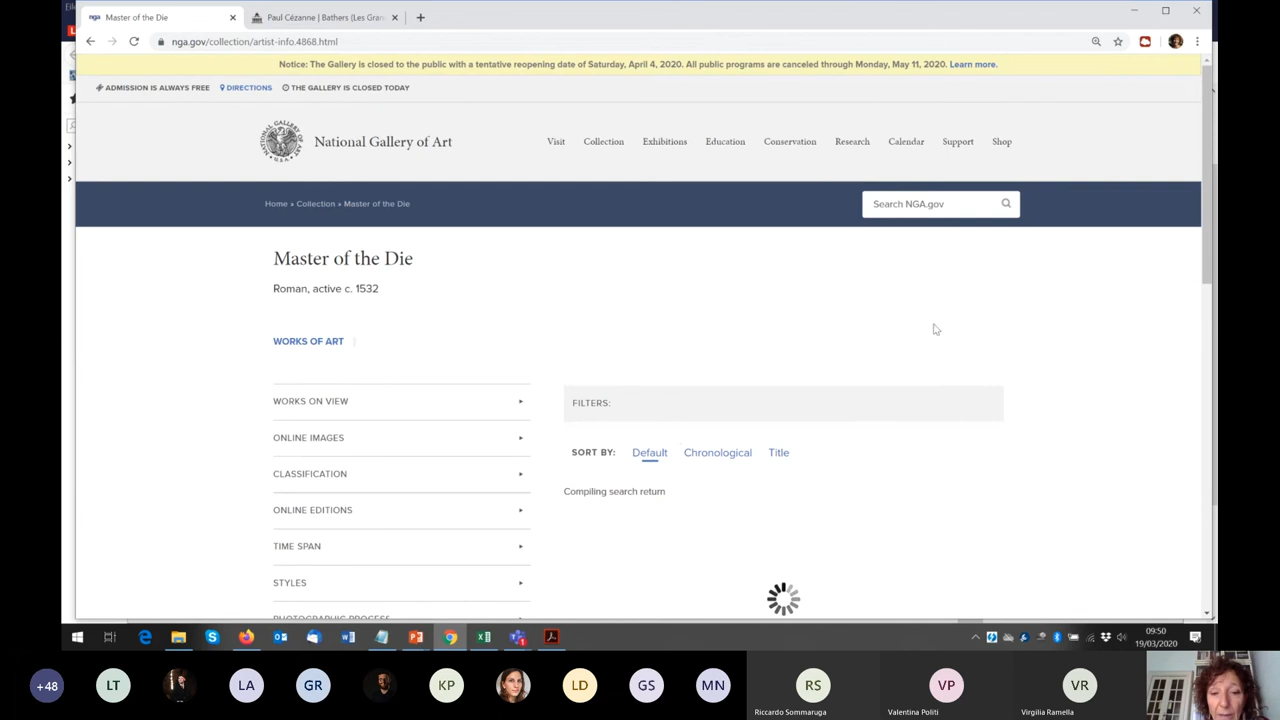 Master of the Die
Paul Cézanne | Bathers (Les Gran
nga.gov/collection/artist-info.4868.html
Notice: The Gallery is closed to the public with a tentative reopening date of Saturday, April 4, 2020. All public programs are canceled through Monday, May 11, 2020. Learn more.
ADMISSION IS ALWAYS FREE DIRECTIONS THE GALLERY IS CLOSED TODAY
National Gallery of Art
Visit Collection Exhibitions Education Conservation Research Calendar Support Shop
Home » Collection » Master of the Die
Search NGA.gov
Master of the Die
Roman, active c. 1532
WORKS OF ART
WORKS ON VIEW
ONLINE IMAGES
CLASSIFICATION
ONLINE EDITIONS
TIME SPAN
STYLES
PHOTOGRAPHIC PROCESS
FILTERS:
SORT BY: Default Chronological Title
Compiling search return
09:50
19/03/2020
+48 LT LA GR KP LD GS MN RS VP VR
Riccardo Sommaruga Valentina Politi Virgilia Ramella